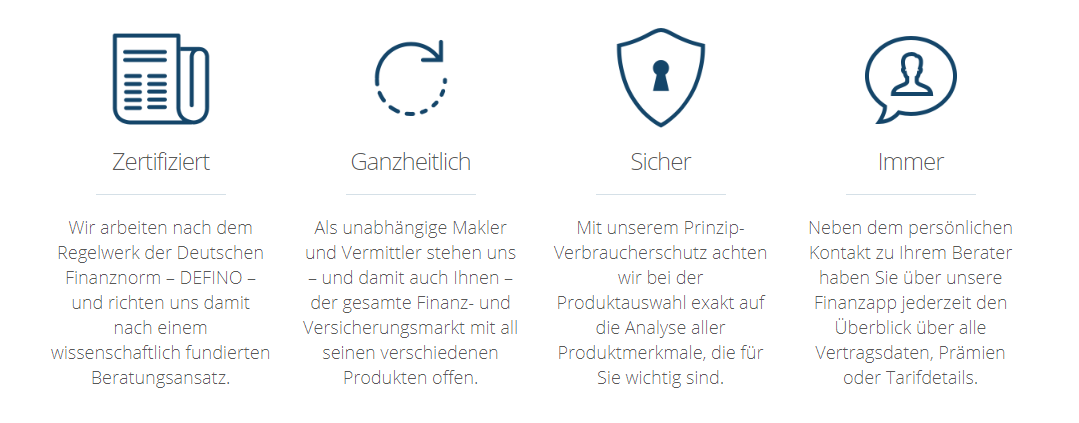 Zertifiziert
Wir arbeiten nach dem
Regelwerk der Deutschen
Finanznorm – DEFINO –
und richten uns damit
nach einem
wissenschaftlich fundierten
Beratungsansatz.
Ganzheitlich
Als unabhängige Makler
und Vermittler stehen uns
– und damit auch Ihnen –
der gesamte Finanz- und
Versicherungsmarkt mit all
seinen verschiedenen
Produkten offen.
Sicher
Mit unserem Prinzip-
Verbraucherschutz achten
wir bei der
Produktauswahl exakt auf
die Analyse aller
Produktmerkmale, die für
Sie wichtig sind.
Immer
Neben dem persönlichen
Kontakt zu Ihrem Berater
haben Sie über unsere
Finanzapp jederzeit den
Überblick über alle
Vertragsdaten, Prämien
oder Tarifdetails.